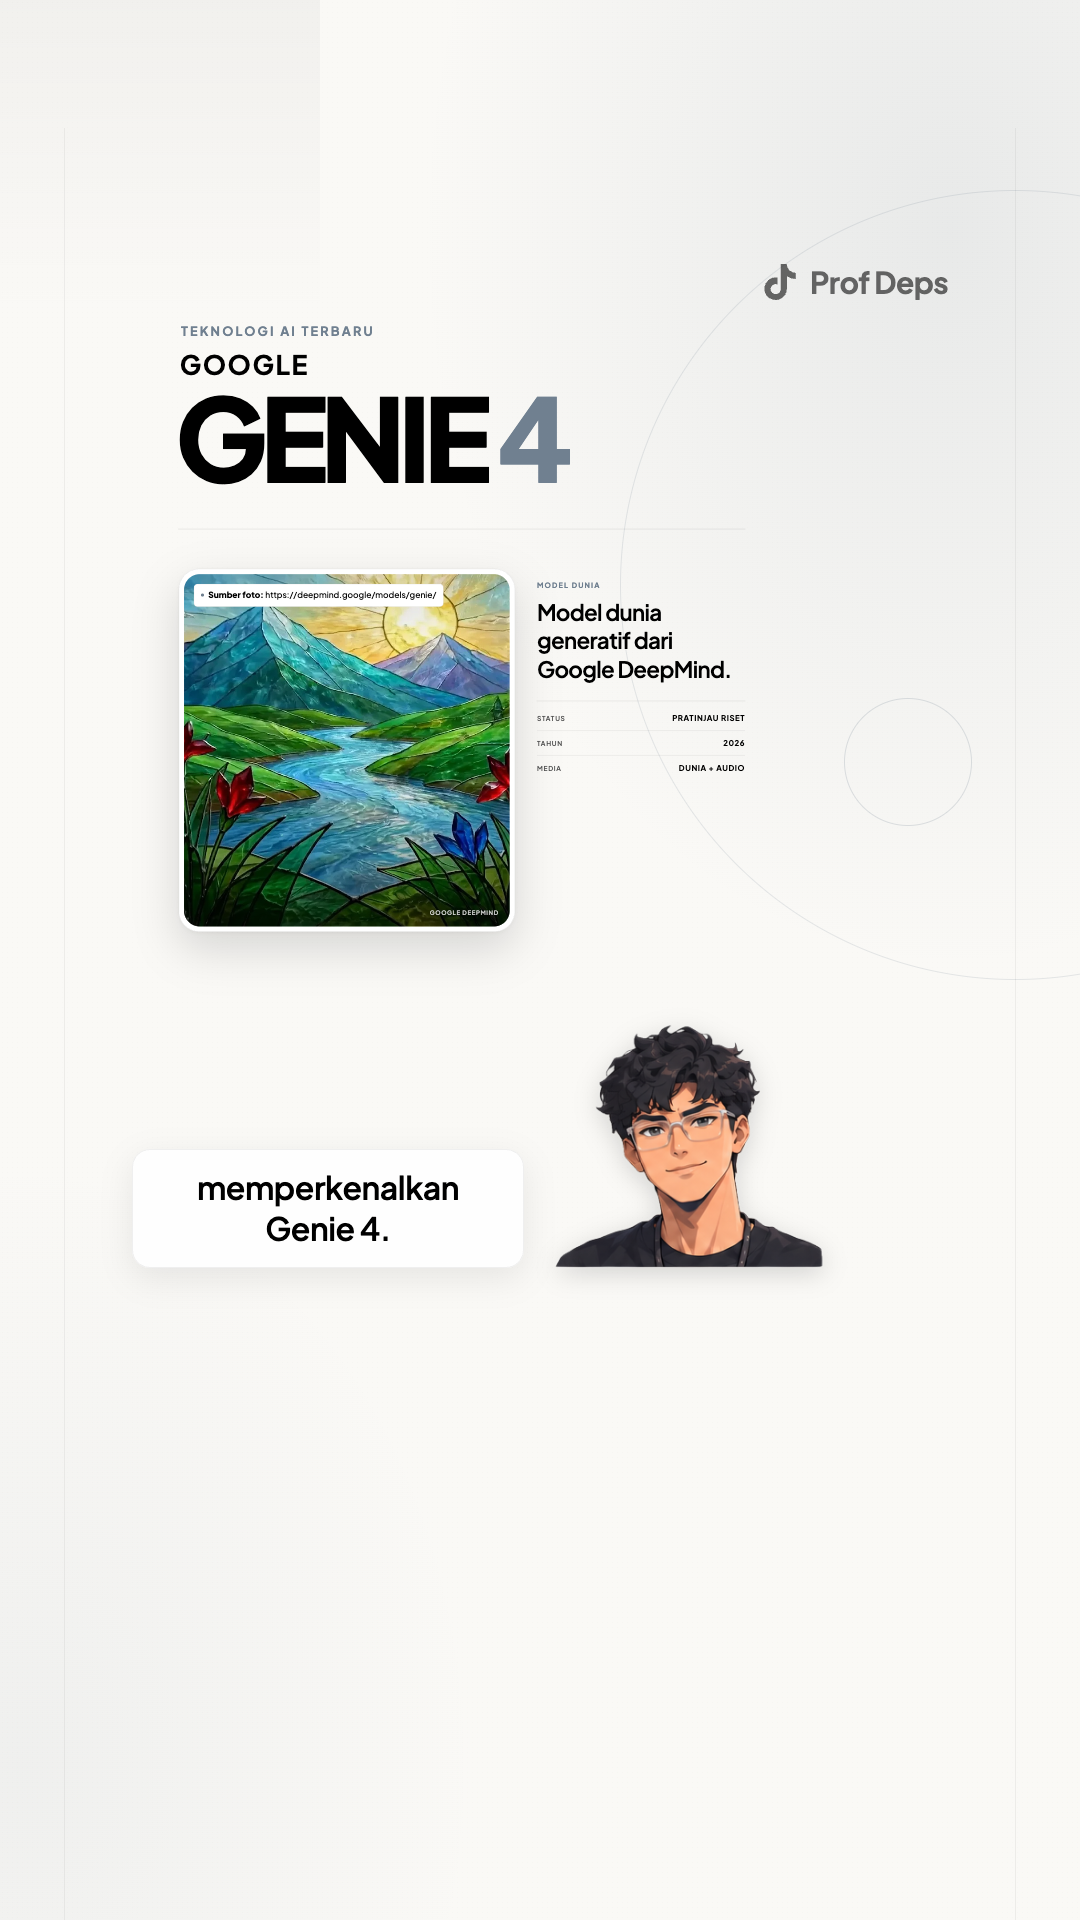 Prof Deps
TEKNOLOGI AI TERBARU
GOOGLE
GENIE 4
Sumber foto: https://deepmind.google/models/genie/
GOOGLE DEEPMIND
MODEL DUNIA
Model dunia
generatif dari
Google DeepMind.
STATUS PRATINJAU RISET
TAHUN 2026
MEDIA DUNIA + AUDIO
memperkenalkan
Genie 4.